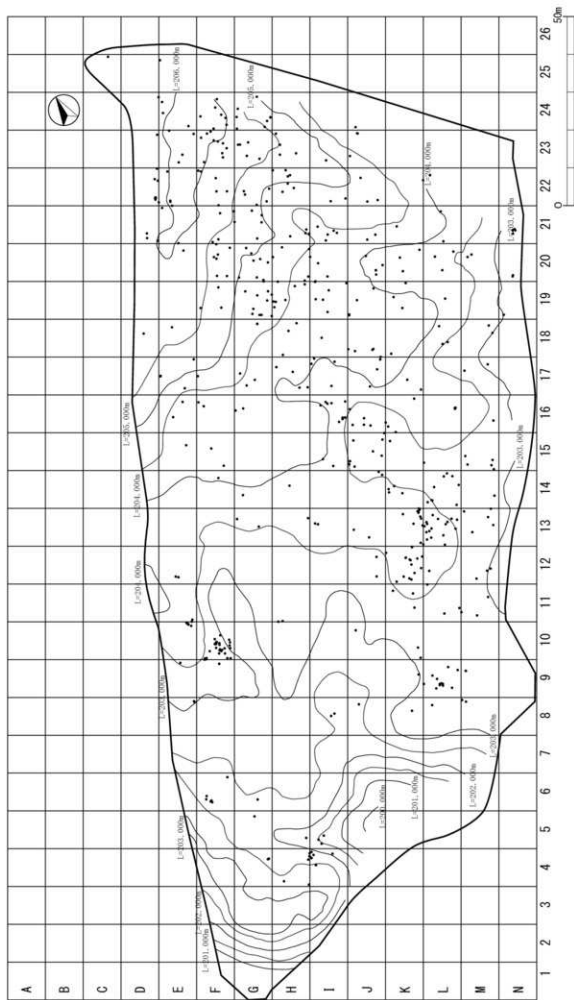 26
25
24
23
22
21
20
19
18
17
16
15
14
13
12
11
10
9
8
7
6
5
4
3
2
1
A
B
C
D
E
F
G
H
I
J
K
L
M
N
50m
0
L=206.000m
L=205.000m
L=204.000m
L=203.000m
L=205.000m
L=204.000m
L=204.000m
L=203.000m
L=203.000m
L=203.000m
L=202.000m
L=201.000m
L=200.000m
L=203.000m
L=202.000m
L=201.000m